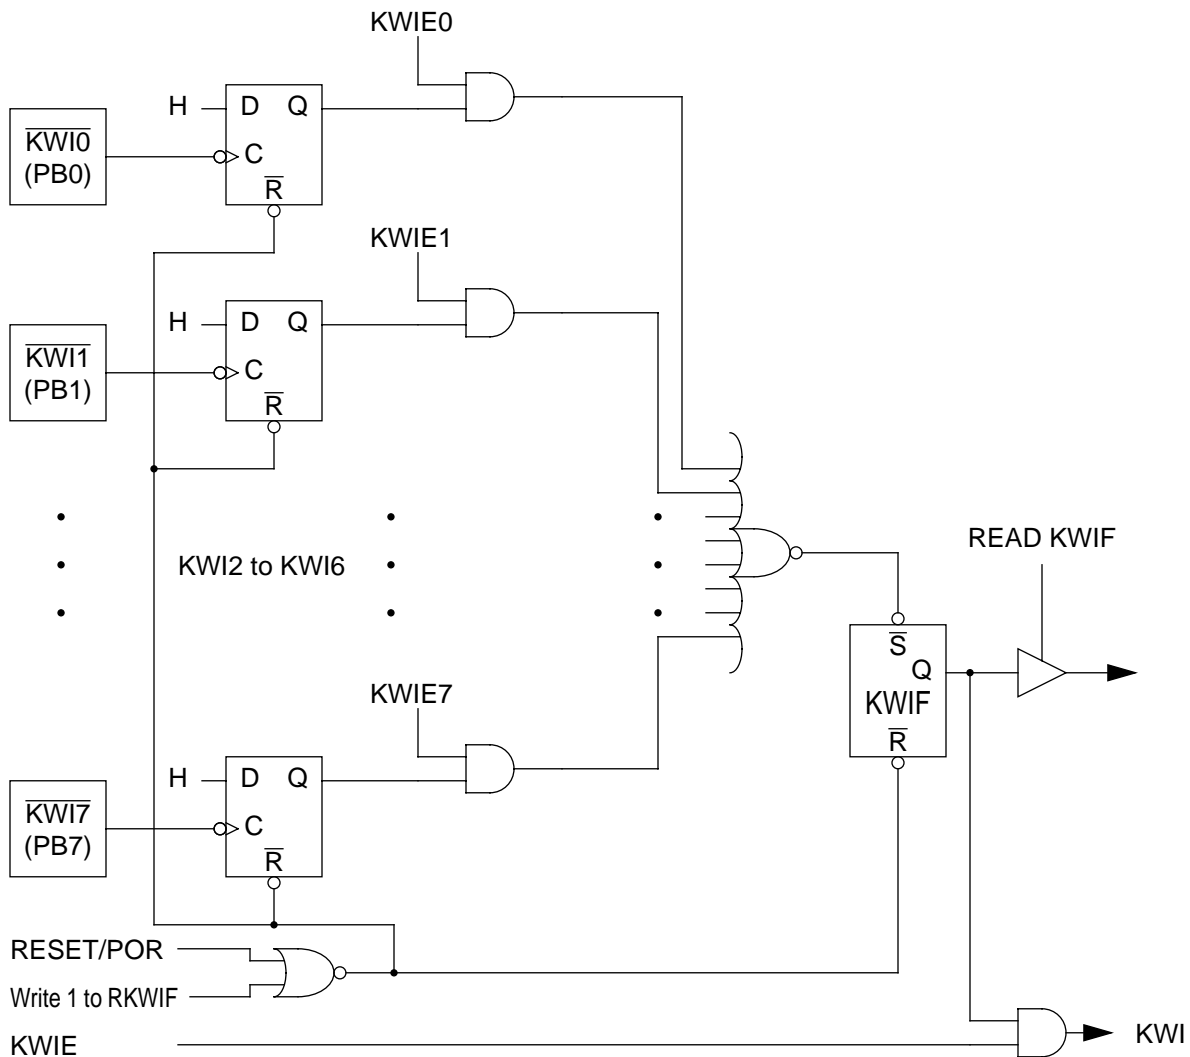 KWIE0
H
D Q
KWI0
(PB0)
C
R
KWIE1
H
D Q
KWI1
(PB1)
C
R
KWI2 to KWI6
READ KWIF
S
Q
KWIF
R
KWIE7
H
D Q
KWI7
(PB7)
C
R
RESET/POR
Write 1 to RKWIF
KWIE
KWI